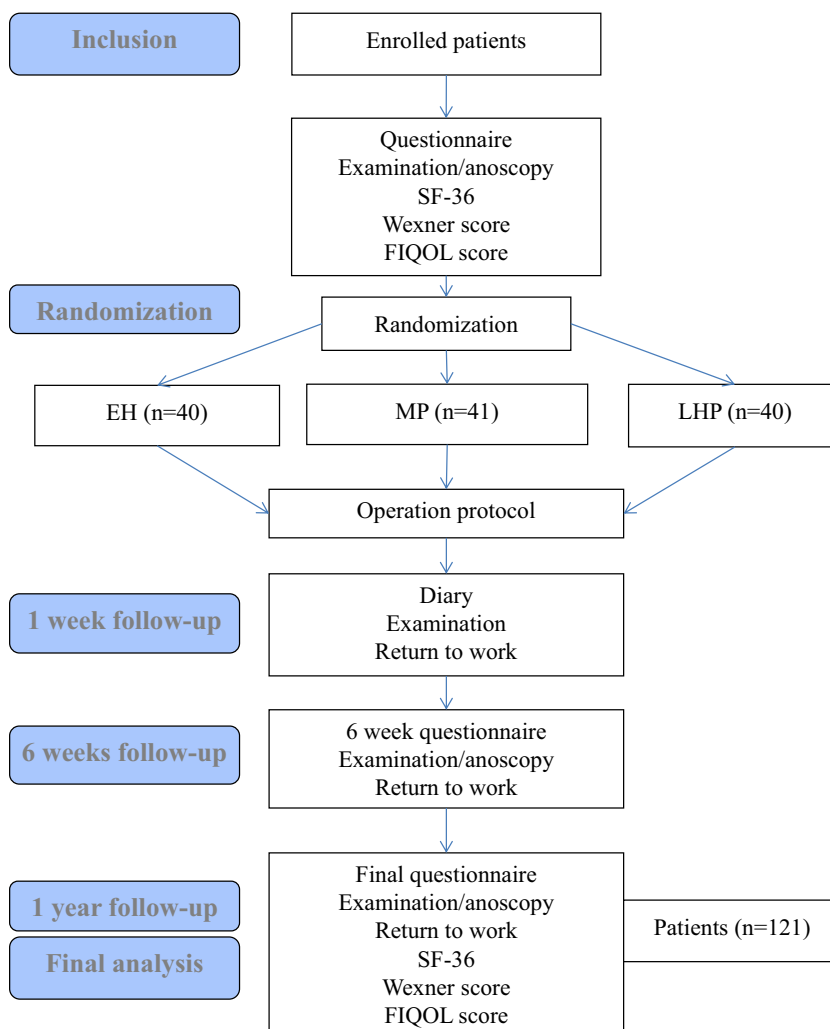 Inclusion
Enrolled patients
Questionnaire
Examination/anoscopy
SF-36
Wexner score
FIQOL score
Randomization
Randomization
EH (n=40)
MP (n=41)
LHP (n=40)
Operation protocol
1 week follow-up
Diary
Examination
Return to work
6 weeks follow-up
6 week questionnaire
Examination/anoscopy
Return to work
1 year follow-up
Final analysis
Final questionnaire
Examination/anoscopy
Return to work
SF-36
Wexner score
FIQOL score
Patients (n=121)